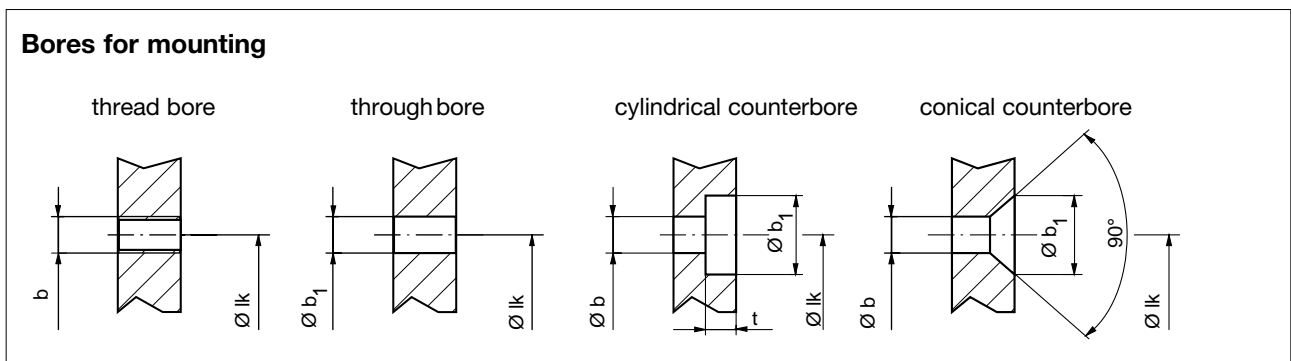 Bores for mounting
thread bore
through bore
cylindrical counterbore
conical counterbore
b
Ø lk
Ø b1
Ø lk
Ø b
t
Ø b1
Ø lk
Ø b
Ø b1
90°
Ø lk